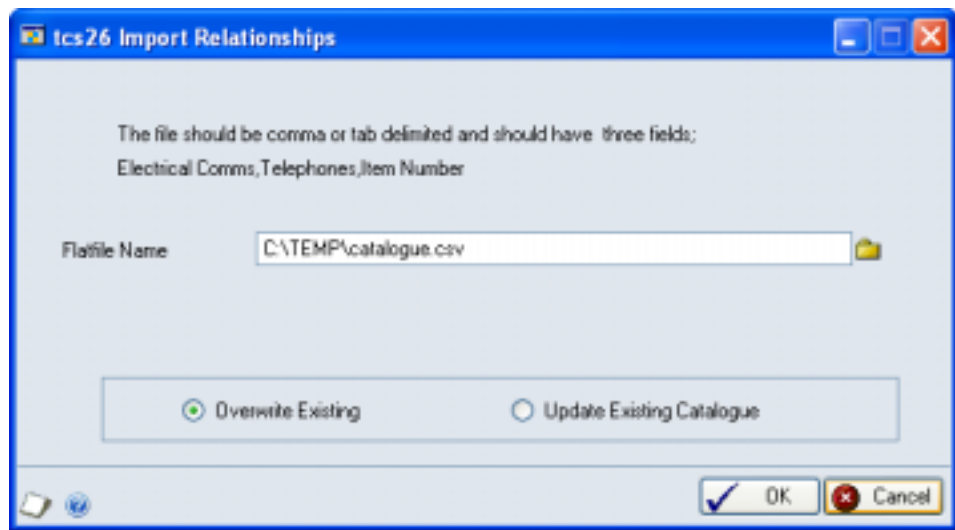 tcs26 Import Relationships
The file should be comma or tab delimited and should have three fields;
Electrical Comms,Telephones,Item Number
Flatfile Name
C:\TEMP\catalogue.csv
Overwrite Existing
Update Existing Catalogue
OK
Cancel